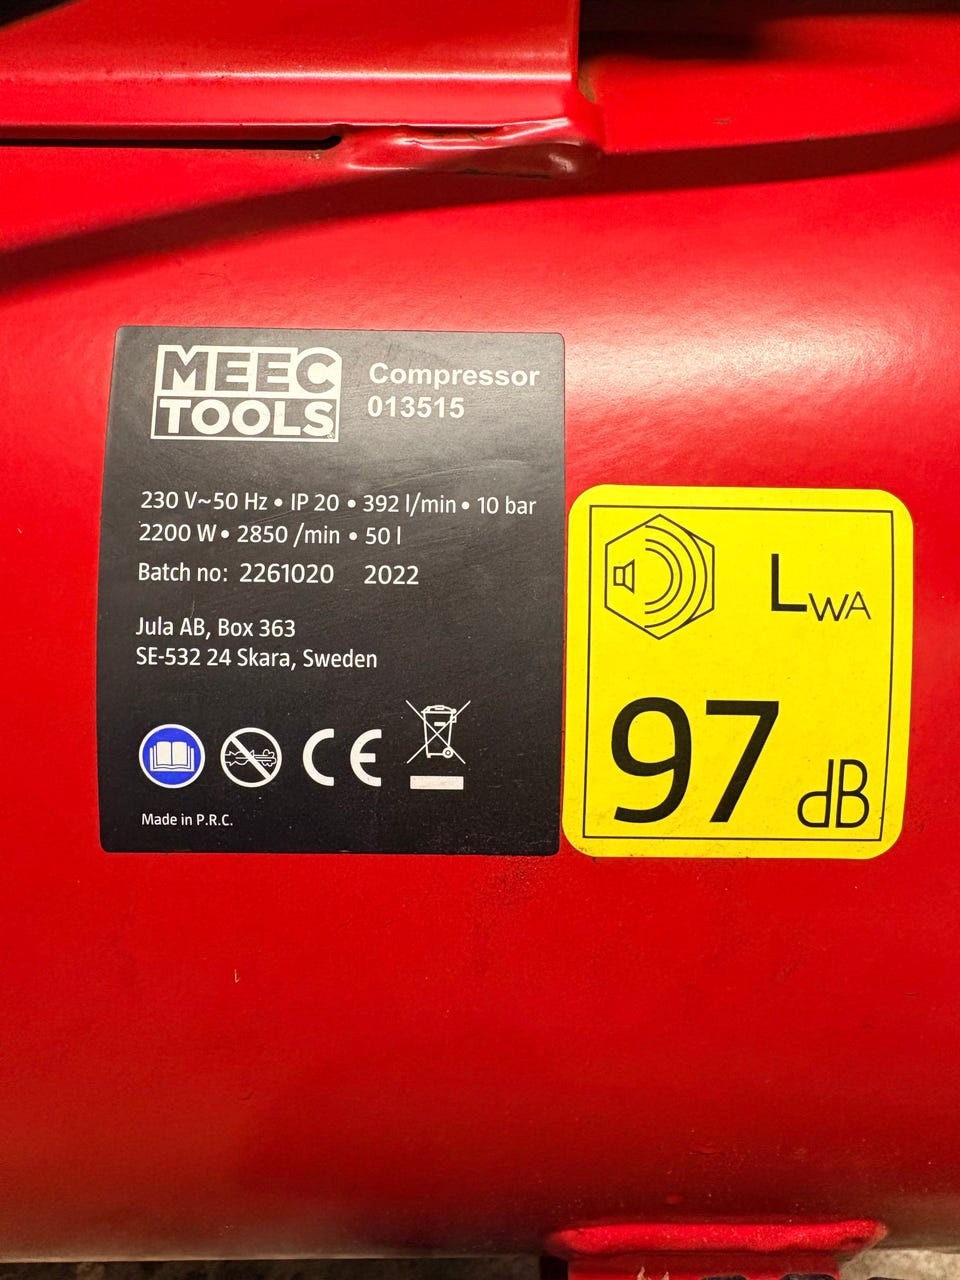 MEEC
TOOLS
Compressor
013515
230 V~50 Hz • IP 20 • 392 l/min • 10 bar
2200 W • 2850 /min • 50 l
Batch no: 2261020 2022
Jula AB, Box 363
SE-532 24 Skara, Sweden
CE
Made in P.R.C.
LWA
97 dB